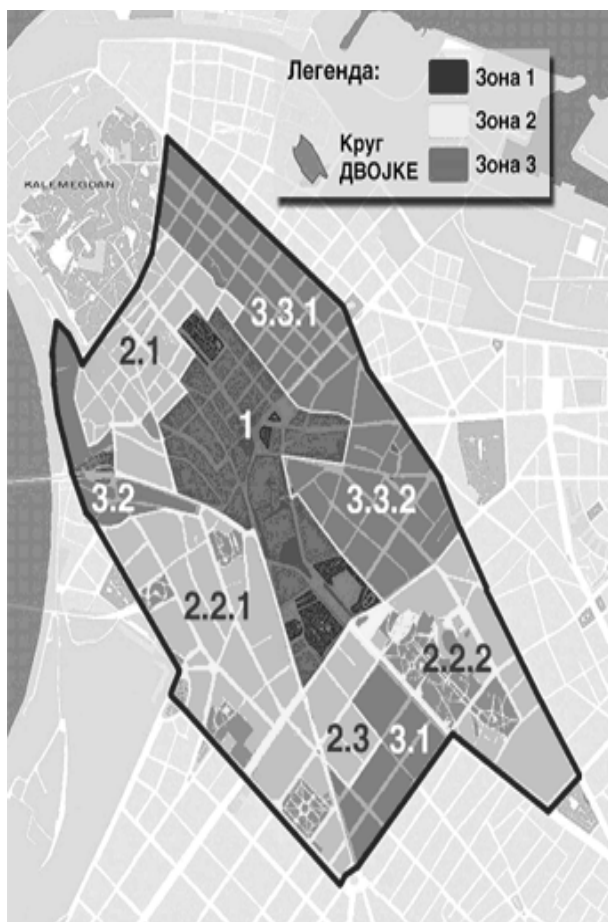 Легенда:
Круг
ДВОЈКЕ
Зона 1
Зона 2
Зона 3
KALEMEGDAN
3.3.1
2.1
1
3.2
3.3.2
2.2.1
2.2.2
2.3
3.1